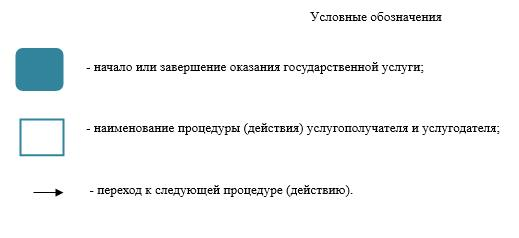 Условные обозначения
- начало или завершение оказания государственной услуги;
- наименование процедуры (действия) услугополучателя и услугодателя;
- переход к следующей процедуре (действию).